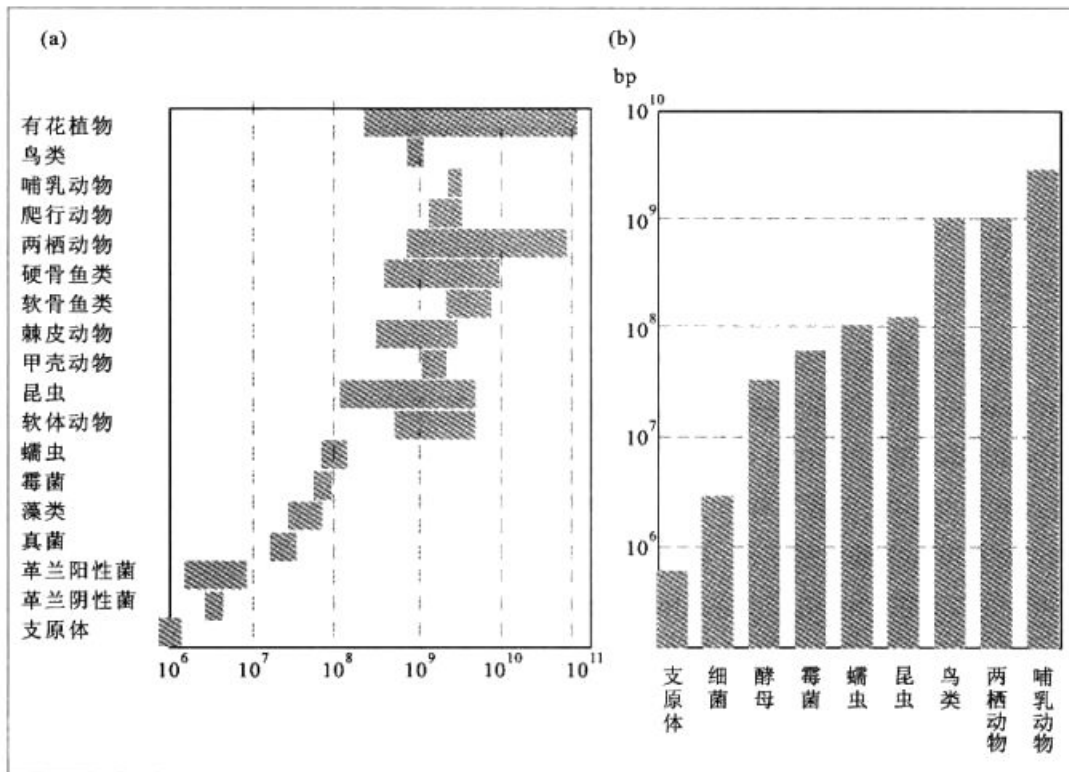 (a)
有花植物
鸟类
哺乳动物
爬行动物
两栖动物
硬骨鱼类
软骨鱼类
棘皮动物
甲壳动物
昆虫
软体动物
蠕虫
霉菌
藻类
真菌
革兰阳性菌
革兰阴性菌
支原体
10⁶ 10⁷ 10⁸ 10⁹ 10¹⁰ 10¹¹
(b)
bp
10¹⁰
10⁹
10⁸
10⁷
10⁶
支原体 细菌 酵母 霉菌 蠕虫 昆虫 鸟类 两栖动物 哺乳动物